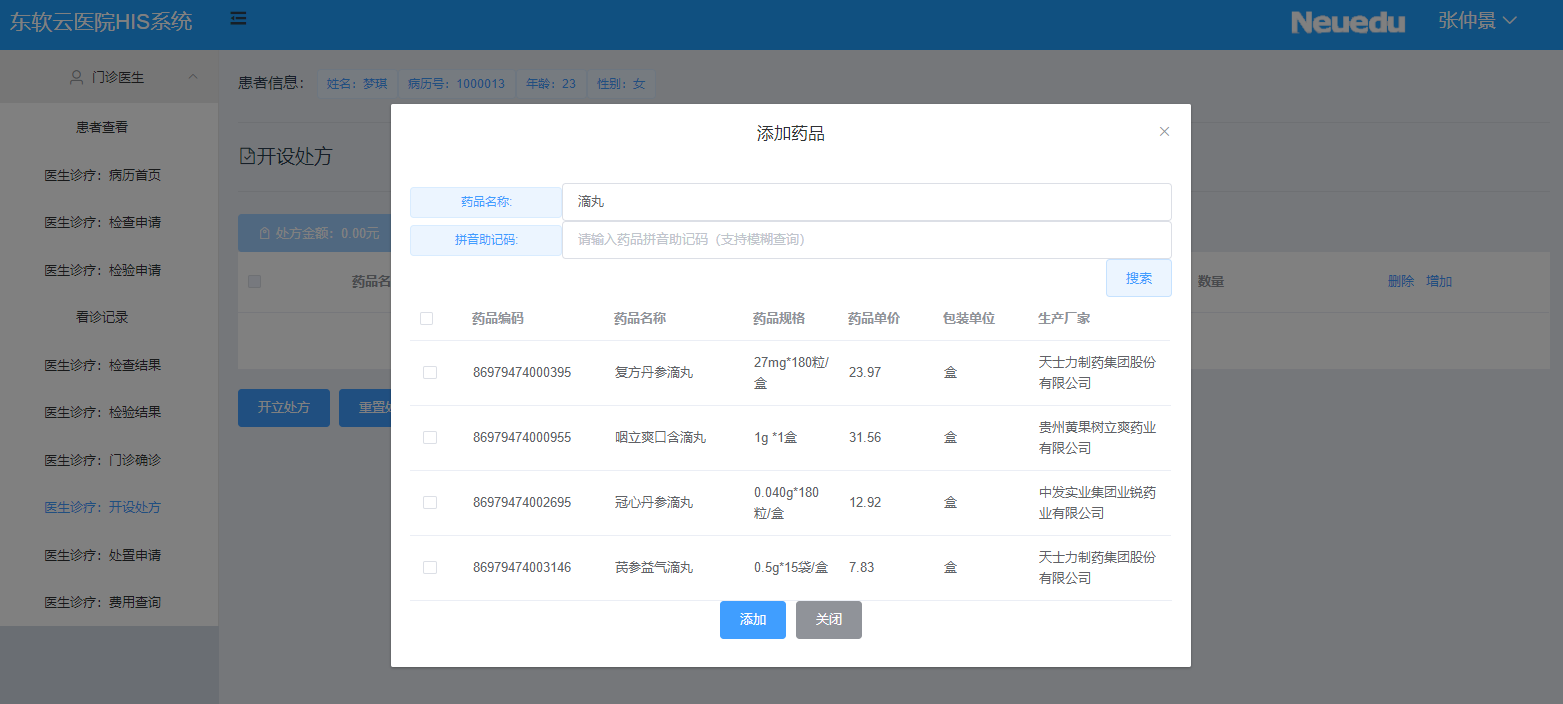 东软云医院HIS系统
Neuedu
张仲景
门诊医生
患者查看
医生诊疗：病历首页
医生诊疗：检查申请
医生诊疗：检验申请
看诊记录
医生诊疗：检查结果
医生诊疗：检验结果
医生诊疗：门诊确诊
医生诊疗：开设处方
医生诊疗：处置申请
医生诊疗：费用查询
患者信息： 姓名：梦琪 病历号：1000013 年龄：23 性别：女
开设处方
处方金额：0.00元
药品名 数量 删除 增加
开立处方 重置处
添加药品
药品名称: 滴丸
拼音助记码: 请输入药品拼音助记码（支持模糊查询）
搜索
药品编码 药品名称 药品规格 药品单价 包装单位 生产厂家
86979474000395 复方丹参滴丸 27mg*180粒/盒 23.97 盒 天士力制药集团股份有限公司
86979474000955 咽立爽口含滴丸 1g *1盒 31.56 盒 贵州黄果树立爽药业有限公司
86979474002695 冠心丹参滴丸 0.040g*180粒/盒 12.92 盒 中发实业集团业锐药业有限公司
86979474003146 芪参益气滴丸 0.5g*15袋/盒 7.83 盒 天士力制药集团股份有限公司
添加 关闭